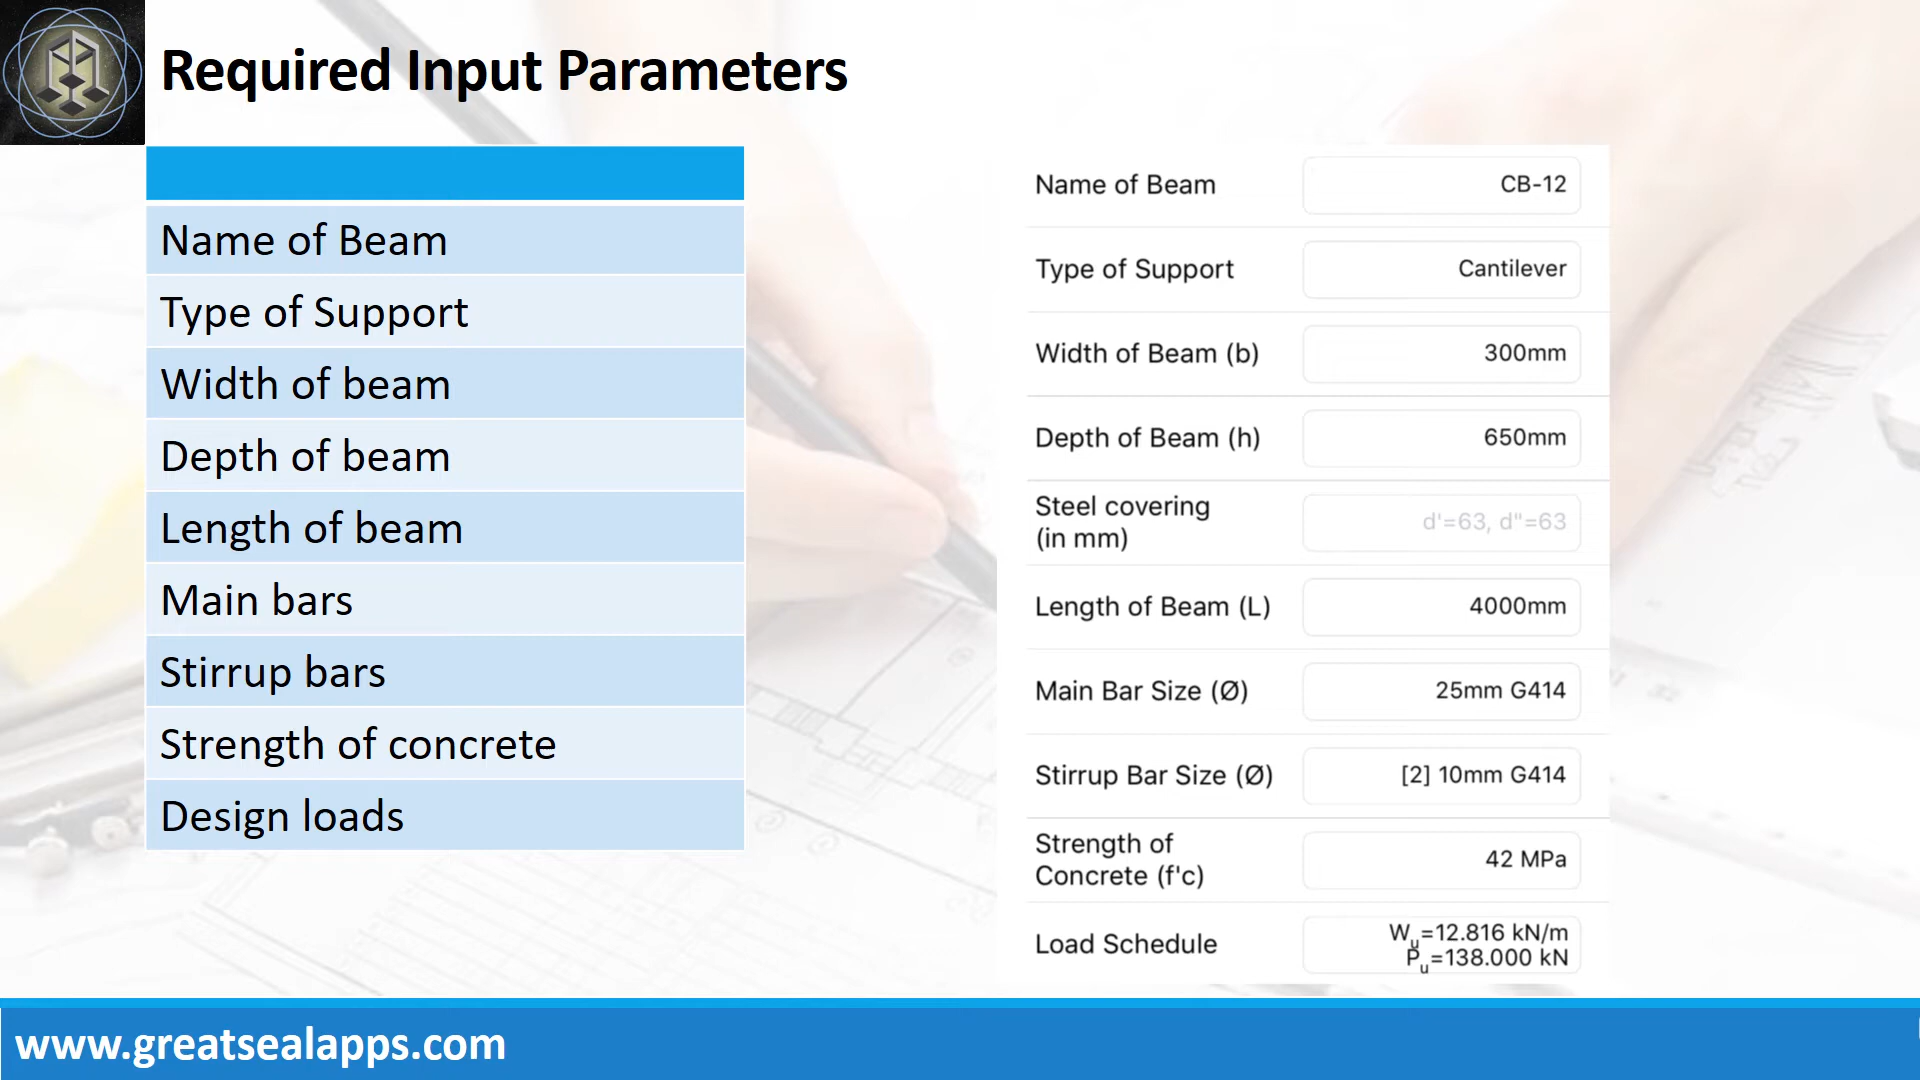 Required Input Parameters
Name of Beam
Type of Support
Width of beam
Depth of beam
Length of beam
Main bars
Stirrup bars
Strength of concrete
Design loads
Name of Beam CB-12
Type of Support Cantilever
Width of Beam (b) 300mm
Depth of Beam (h) 650mm
Steel covering
(in mm) d'=63, d"=63
Length of Beam (L) 4000mm
Main Bar Size (Ø) 25mm G414
Stirrup Bar Size (Ø) [2] 10mm G414
Strength of
Concrete (f'c) 42 MPa
Load Schedule Wu=12.816 kN/m
Pu=138.000 kN
www.greatsealapps.com